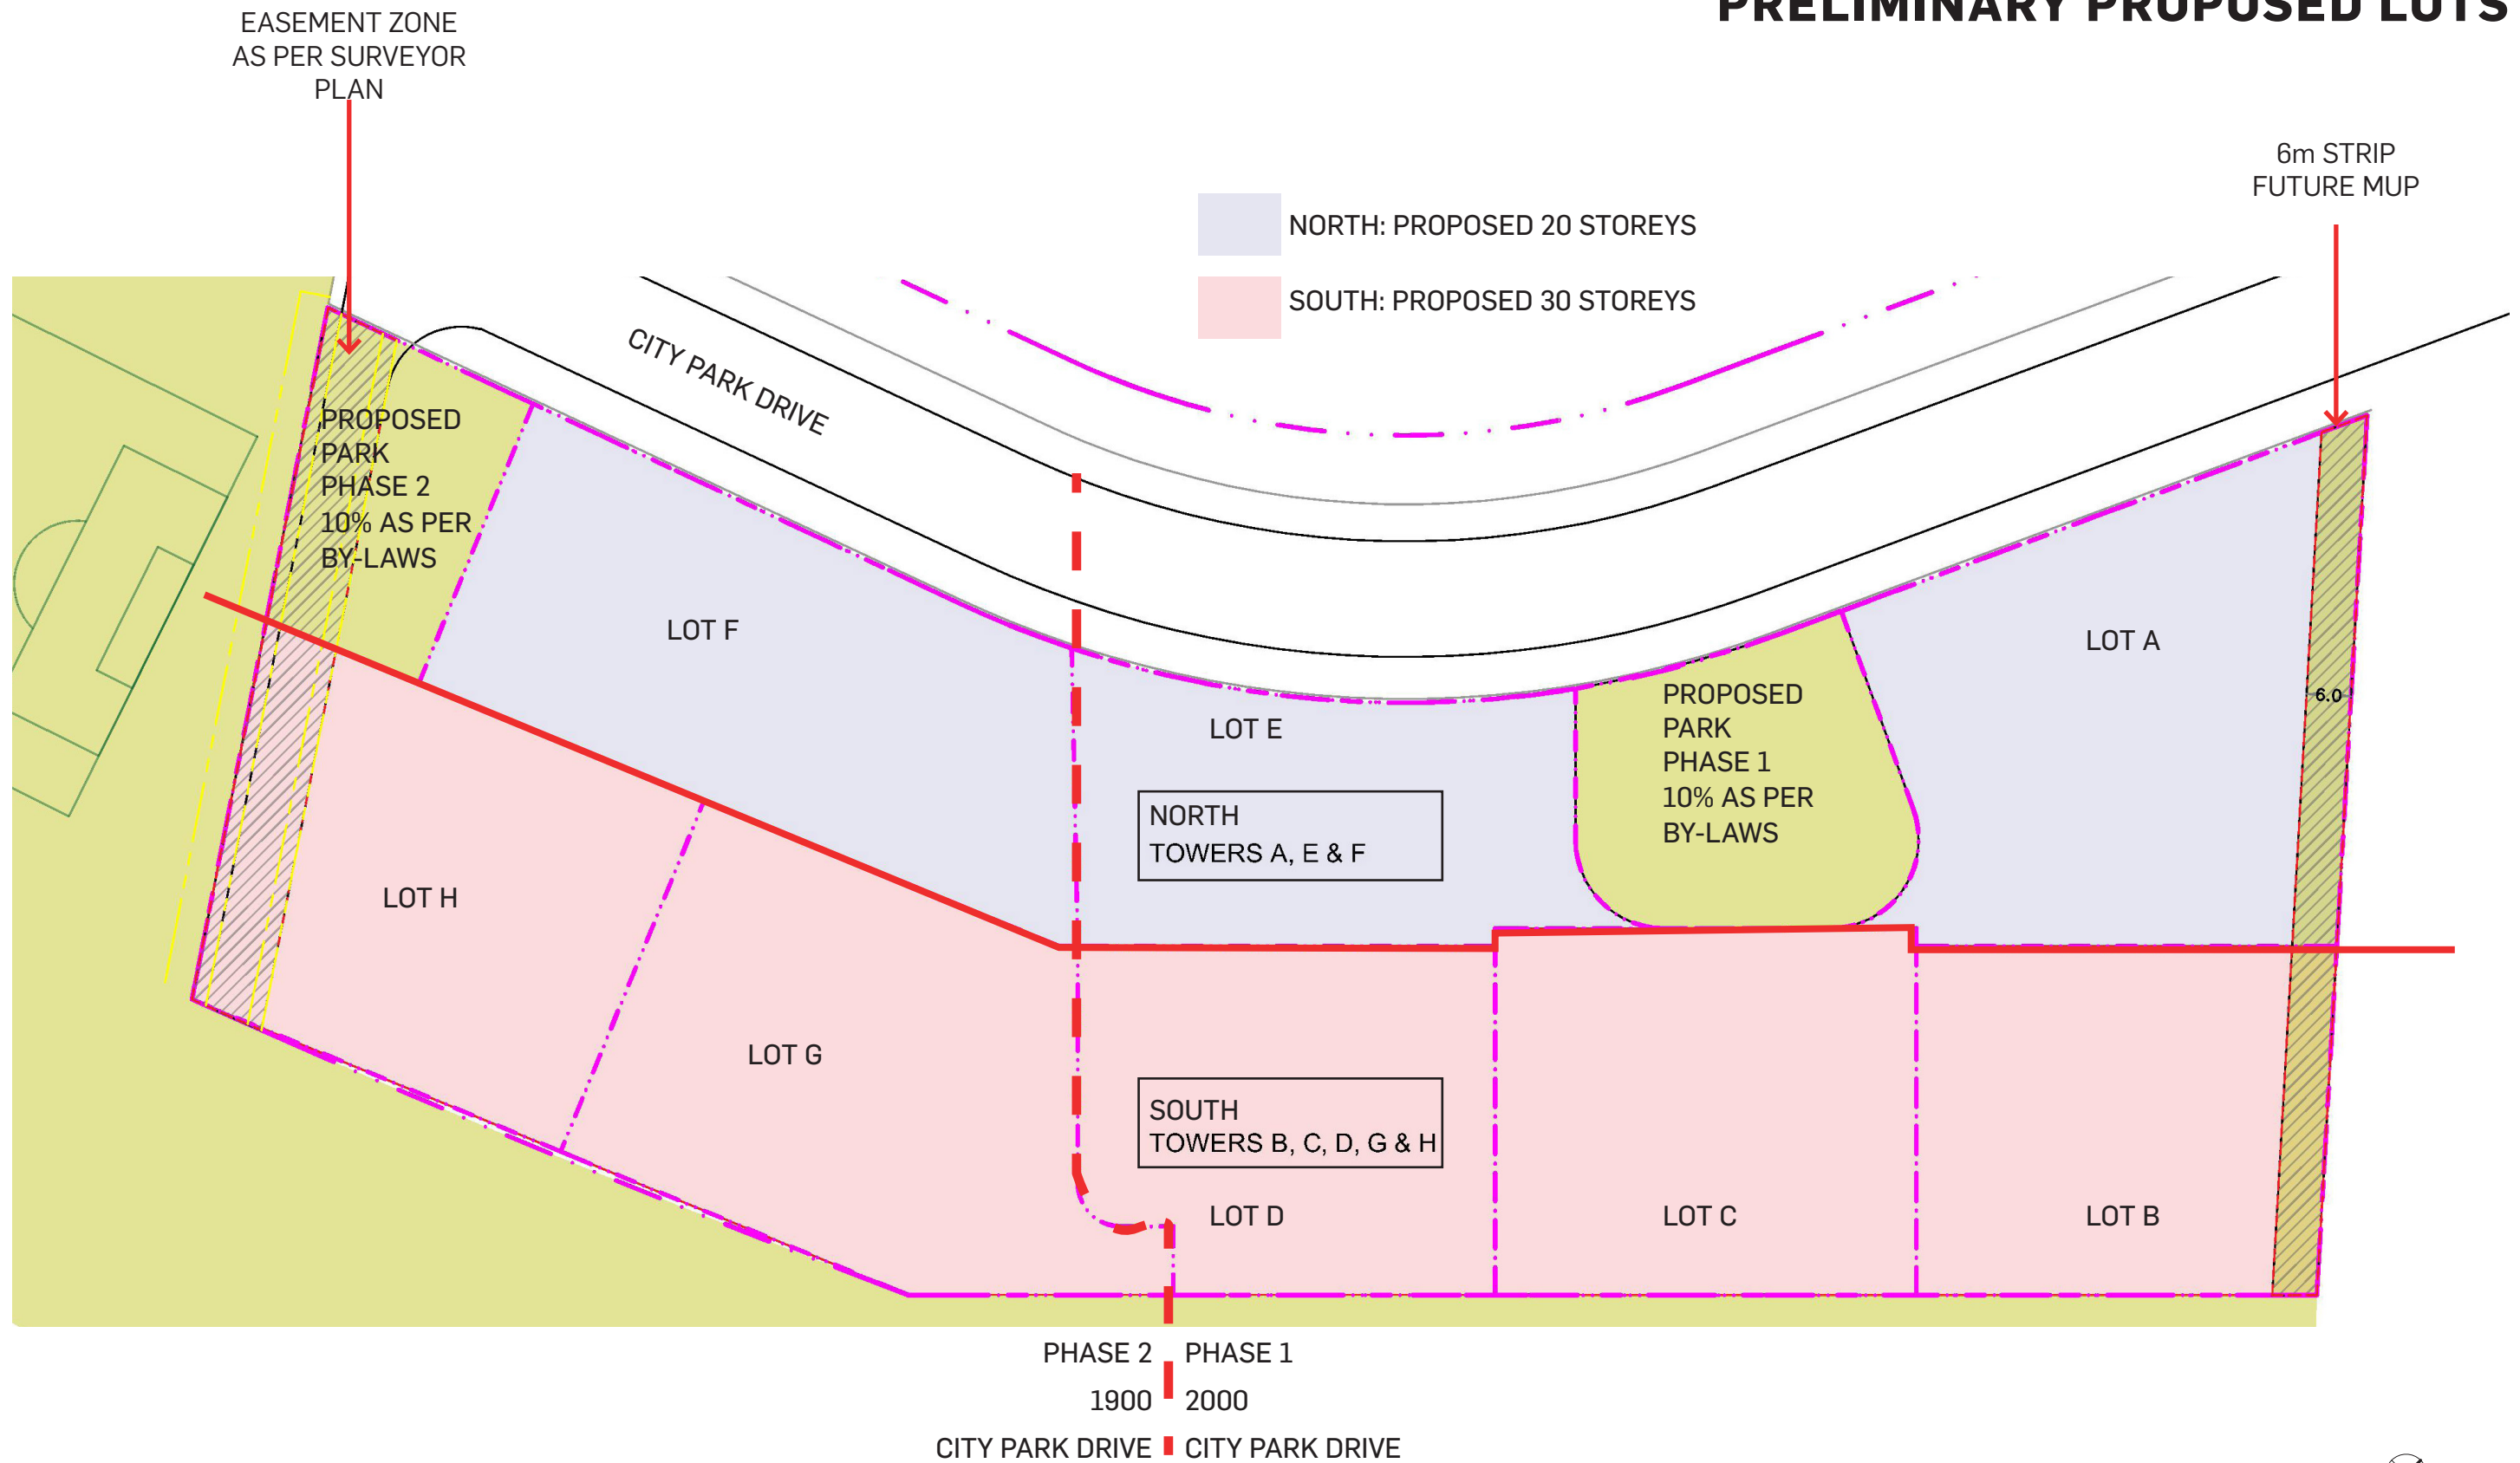 PRELIMINARY PROPOSED LOTS
EASEMENT ZONE
AS PER SURVEYOR
PLAN
6m STRIP
FUTURE MUP
NORTH: PROPOSED 20 STOREYS
SOUTH: PROPOSED 30 STOREYS
CITY PARK DRIVE
PROPOSED
PARK
PHASE 2
10% AS PER
BY-LAWS
LOT F
LOT A
LOT E
PROPOSED
PARK
PHASE 1
10% AS PER
BY-LAWS
6.0
NORTH
TOWERS A, E & F
LOT H
LOT G
SOUTH
TOWERS B, C, D, G & H
LOT D
LOT C
LOT B
PHASE 2
1900
CITY PARK DRIVE
PHASE 1
2000
CITY PARK DRIVE